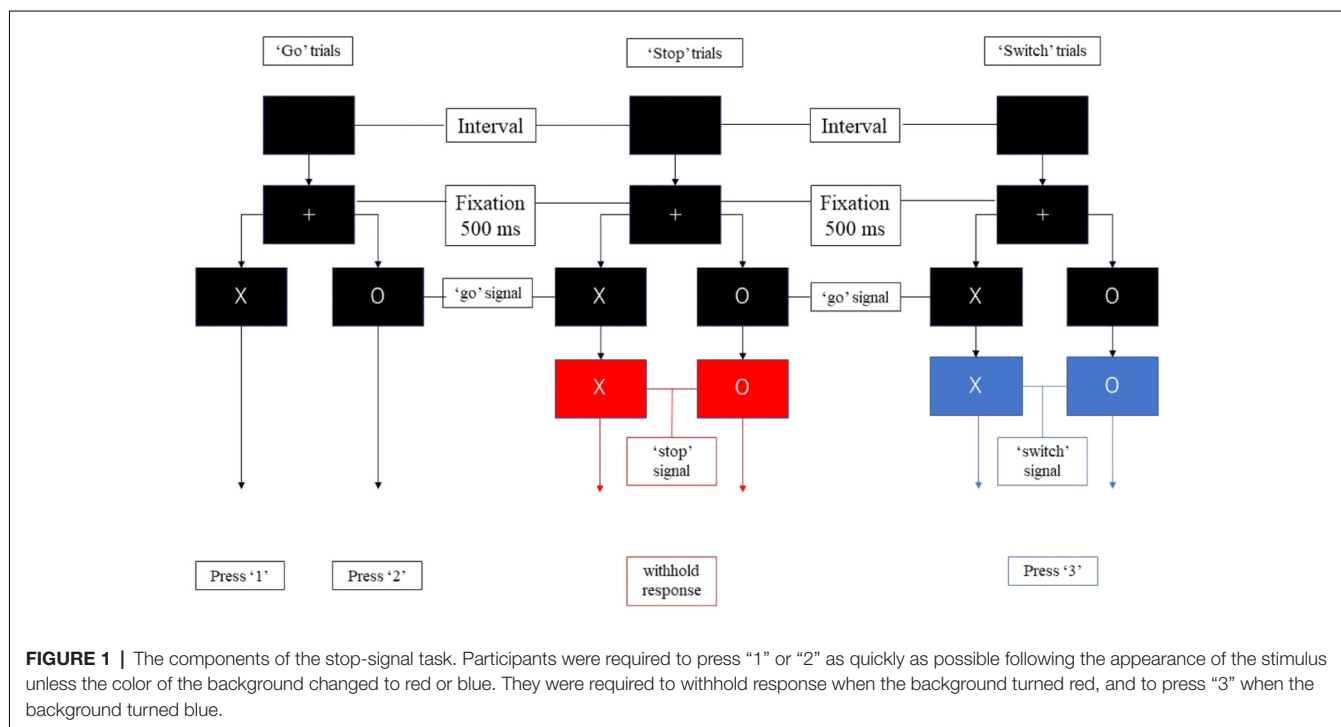 ‘Go’ trials
‘Stop’ trials
‘Switch’ trials
Interval
Interval
+
Fixation
500 ms
+
Fixation
500 ms
+
X
O
‘go’ signal
X
O
‘go’ signal
X
O
X
O
X
O
‘stop’
signal
‘switch’
signal
Press ‘1’
Press ‘2’
withhold
response
Press ‘3’
FIGURE 1 | The components of the stop-signal task. Participants were required to press “1” or “2” as quickly as possible following the appearance of the stimulus
unless the color of the background changed to red or blue. They were required to withhold response when the background turned red, and to press “3” when the
background turned blue.